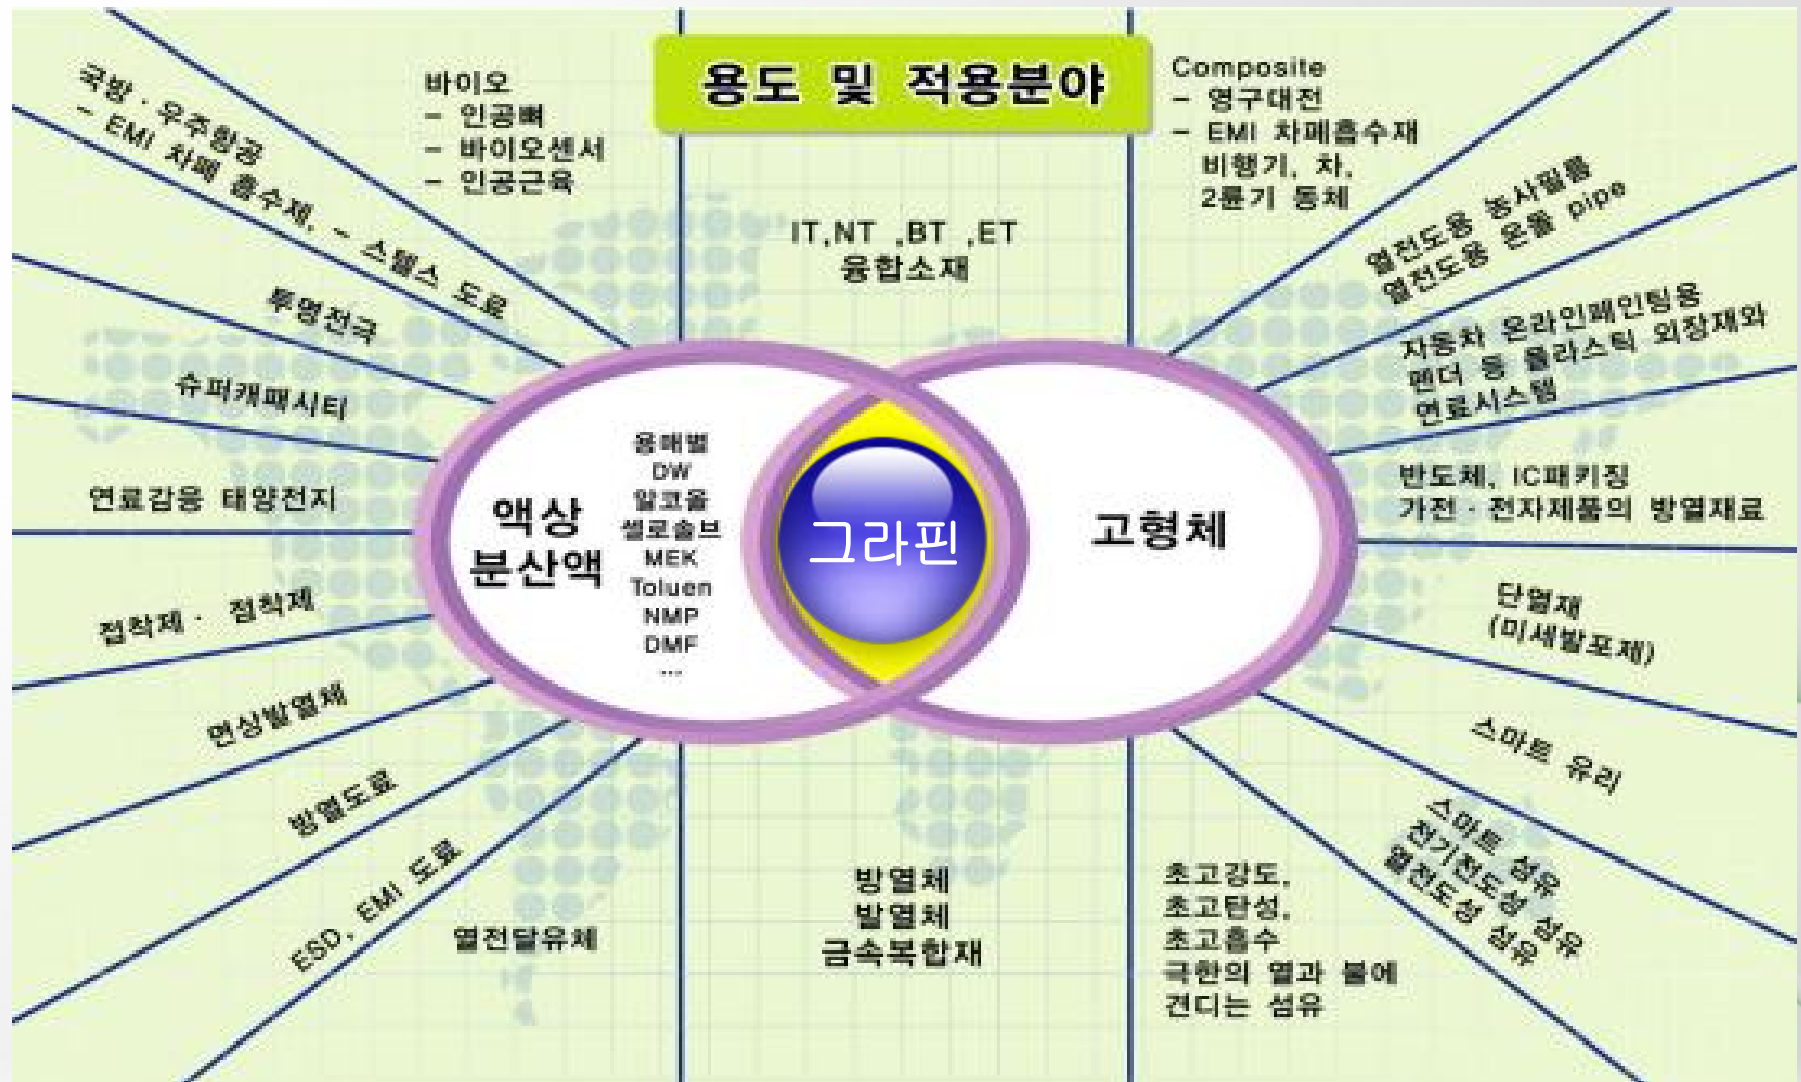 용도 및 적용분야
바이오
- 인공뼈
- 바이오센서
- 인공근육
국방 · 우주항공
- EMI 차폐 흡수제, - 스텔스 도료
투명전극
슈퍼캐패시티
연료감응 태양전지
접착제 · 점착제
면상발열체
방열도료
ESD, EMI 도료
열전달유체
IT,NT ,BT ,ET
융합소재
Composite
- 영구대전
- EMI 차폐흡수재
비행기, 차,
2륜기 동체
열전도용 농사필름
열전도용 온돌 pipe
자동차 온라인페인팅용
펜더 등 플라스틱 외장재와
연료시스템
반도체, IC패키징
가전 · 전자제품의 방열재료
단열재
(미세발포제)
스마트 유리
스마트 섬유
전기전도성 섬유
열전도성 섬유
초고강도,
초고탄성,
초고흡수
극한의 열과 불에
견디는 섬유
방열체
발열체
금속복합재
액상
분산액
용매별
DW
알코올
셀로솔브
MEK
Toluen
NMP
DMF
...
그라핀
고형체